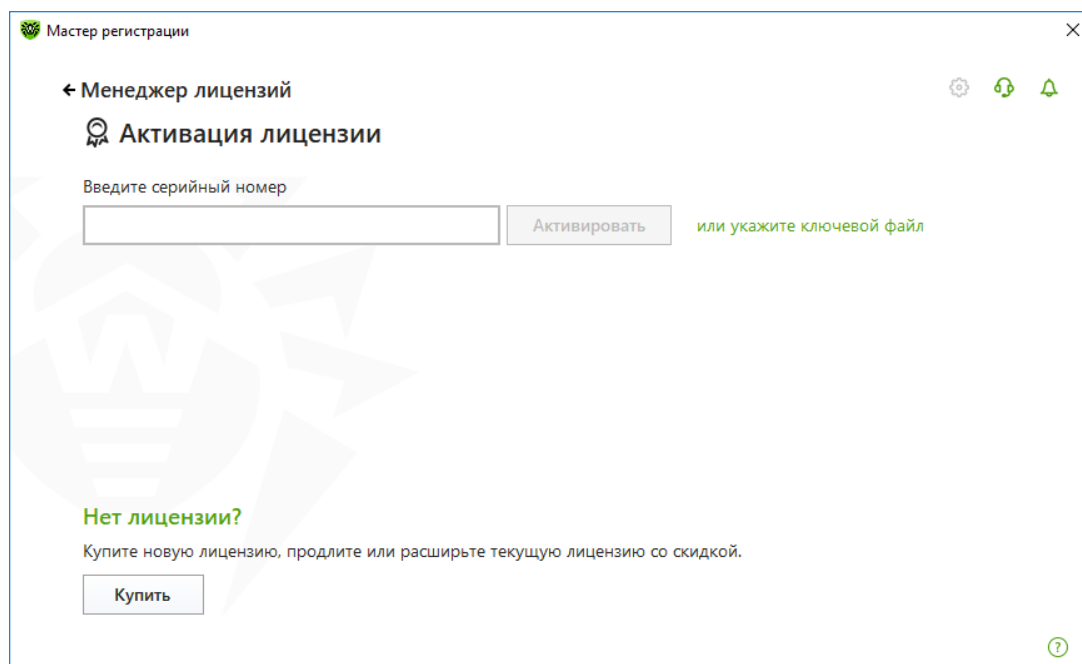 Мастер регистрации
Менеджер лицензий
Активация лицензии
Введите серийный номер
Активировать или укажите ключевой файл
Нет лицензии?
Купите новую лицензию, продлите или расширьте текущую лицензию со скидкой.
Купить
?